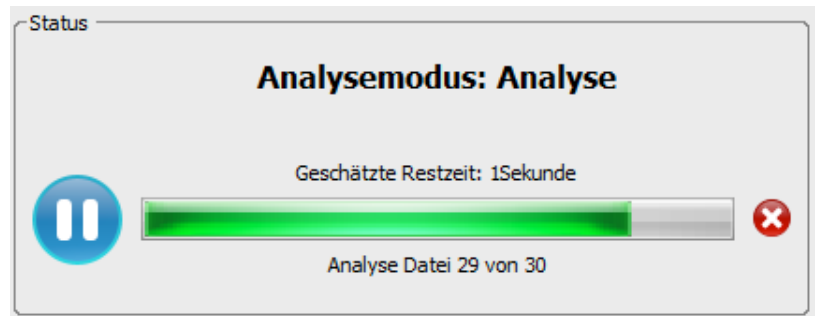 Status
Analysemodus: Analyse
Geschätzte Restzeit: 1Sekunde
Analyse Datei 29 von 30